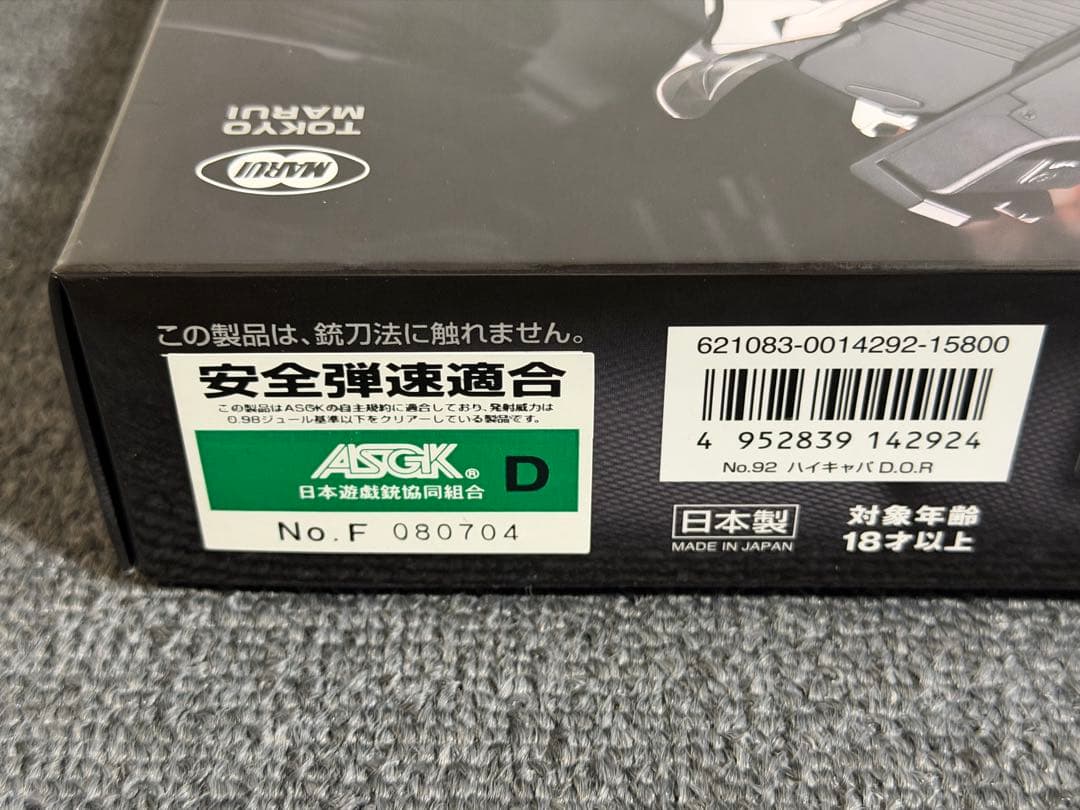 TOKYO
MARUI
MARUI
この製品は、銃刀法に触れません。
安全弾速適合
この製品はASGKの自主規約に適合しており、発射威力は
0.98ジュール基準以下をクリアーしている製品です。
ASGK® D
日本遊戯銃協同組合
No.F 080704
621083-0014292-15800
4 952839 142924
No.92 ハイキャパ D.O.R
日本製
MADE IN JAPAN
対象年齢
18才以上